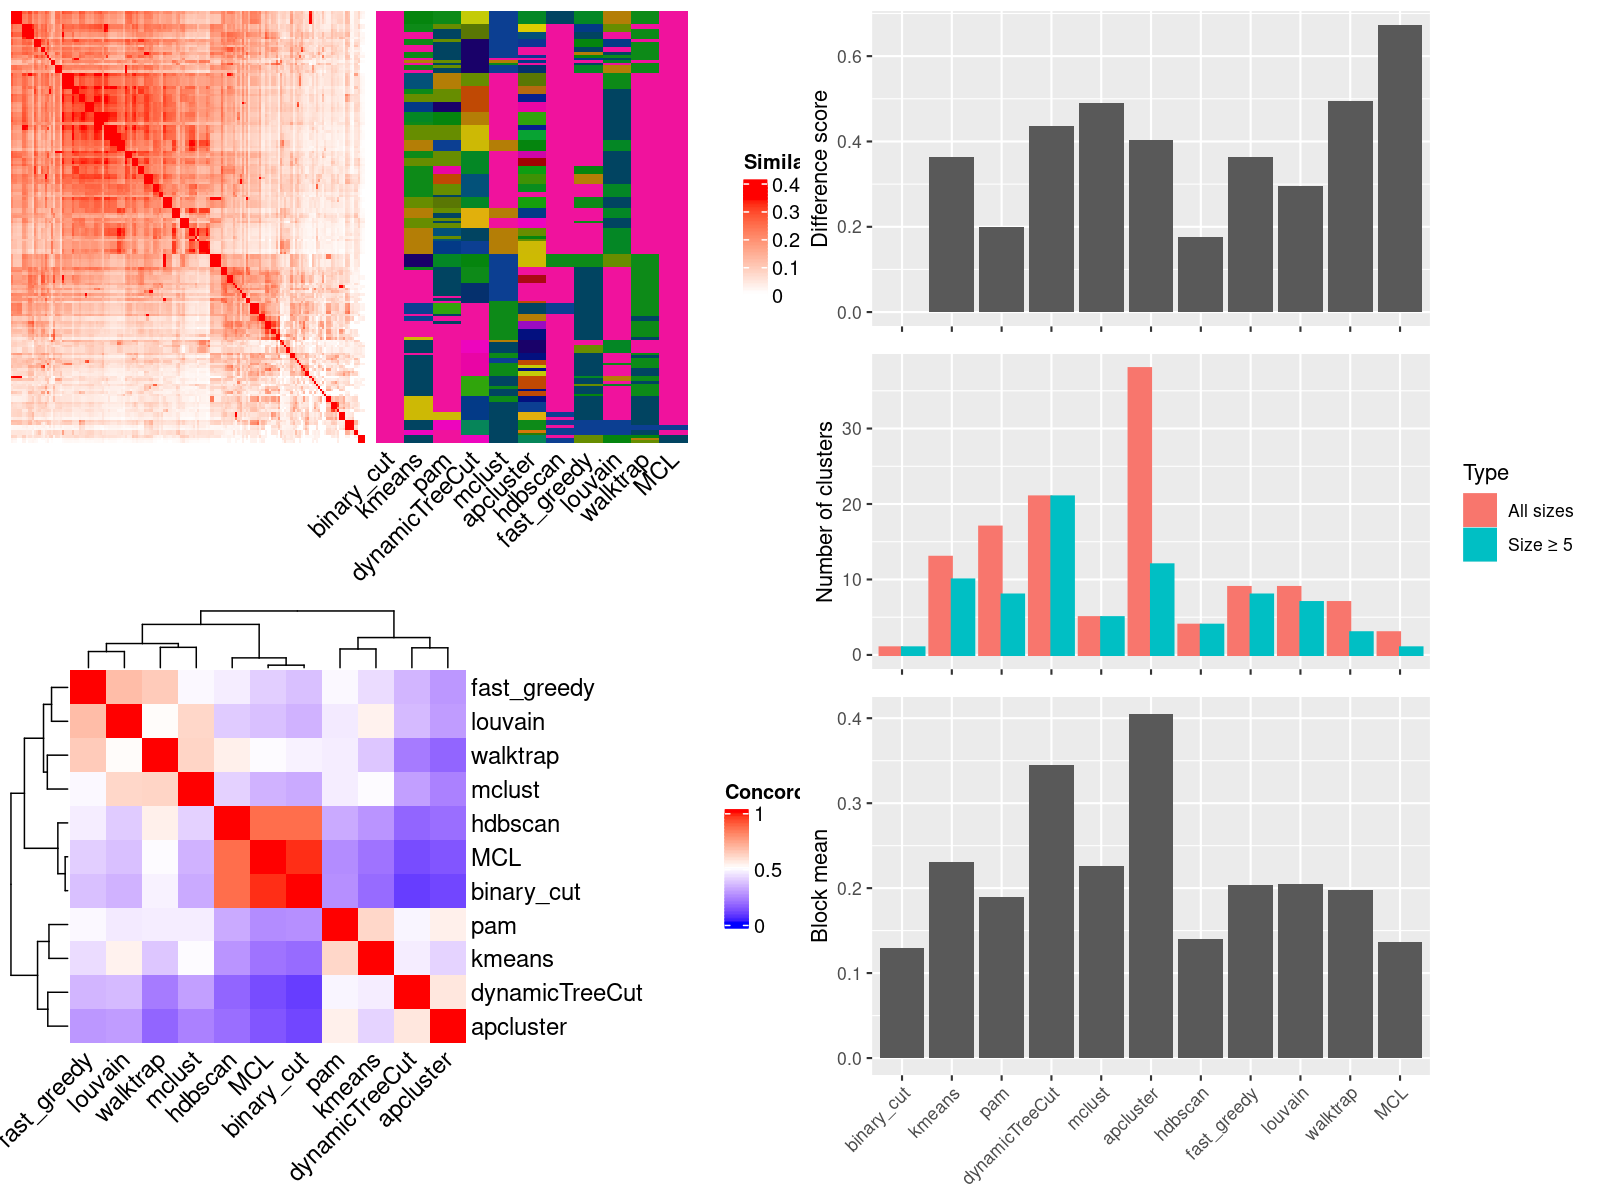 Simila
0.4
0.3
0.2
0.1
0
binary_cut
kmeans
pam
dynamicTreeCut
mclust
apcluster
hdbscan
fast_greedy
louvain
walktrap
MCL
fast_greedy
louvain
walktrap
mclust
hdbscan
MCL
binary_cut
pam
kmeans
dynamicTreeCut
apcluster
fast_greedy
louvain
walktrap
mclust
hdbscan
MCL
binary_cut
pam
kmeans
dynamicTreeCut
apcluster
Concord
1
0.5
0
Difference score
0.6
0.4
0.2
0.0
Number of clusters
30
20
10
0
Type
All sizes
Size ≥ 5
Block mean
0.4
0.3
0.2
0.1
0.0
binary_cut
kmeans
pam
dynamicTreeCut
mclust
apcluster
hdbscan
fast_greedy
louvain
walktrap
MCL